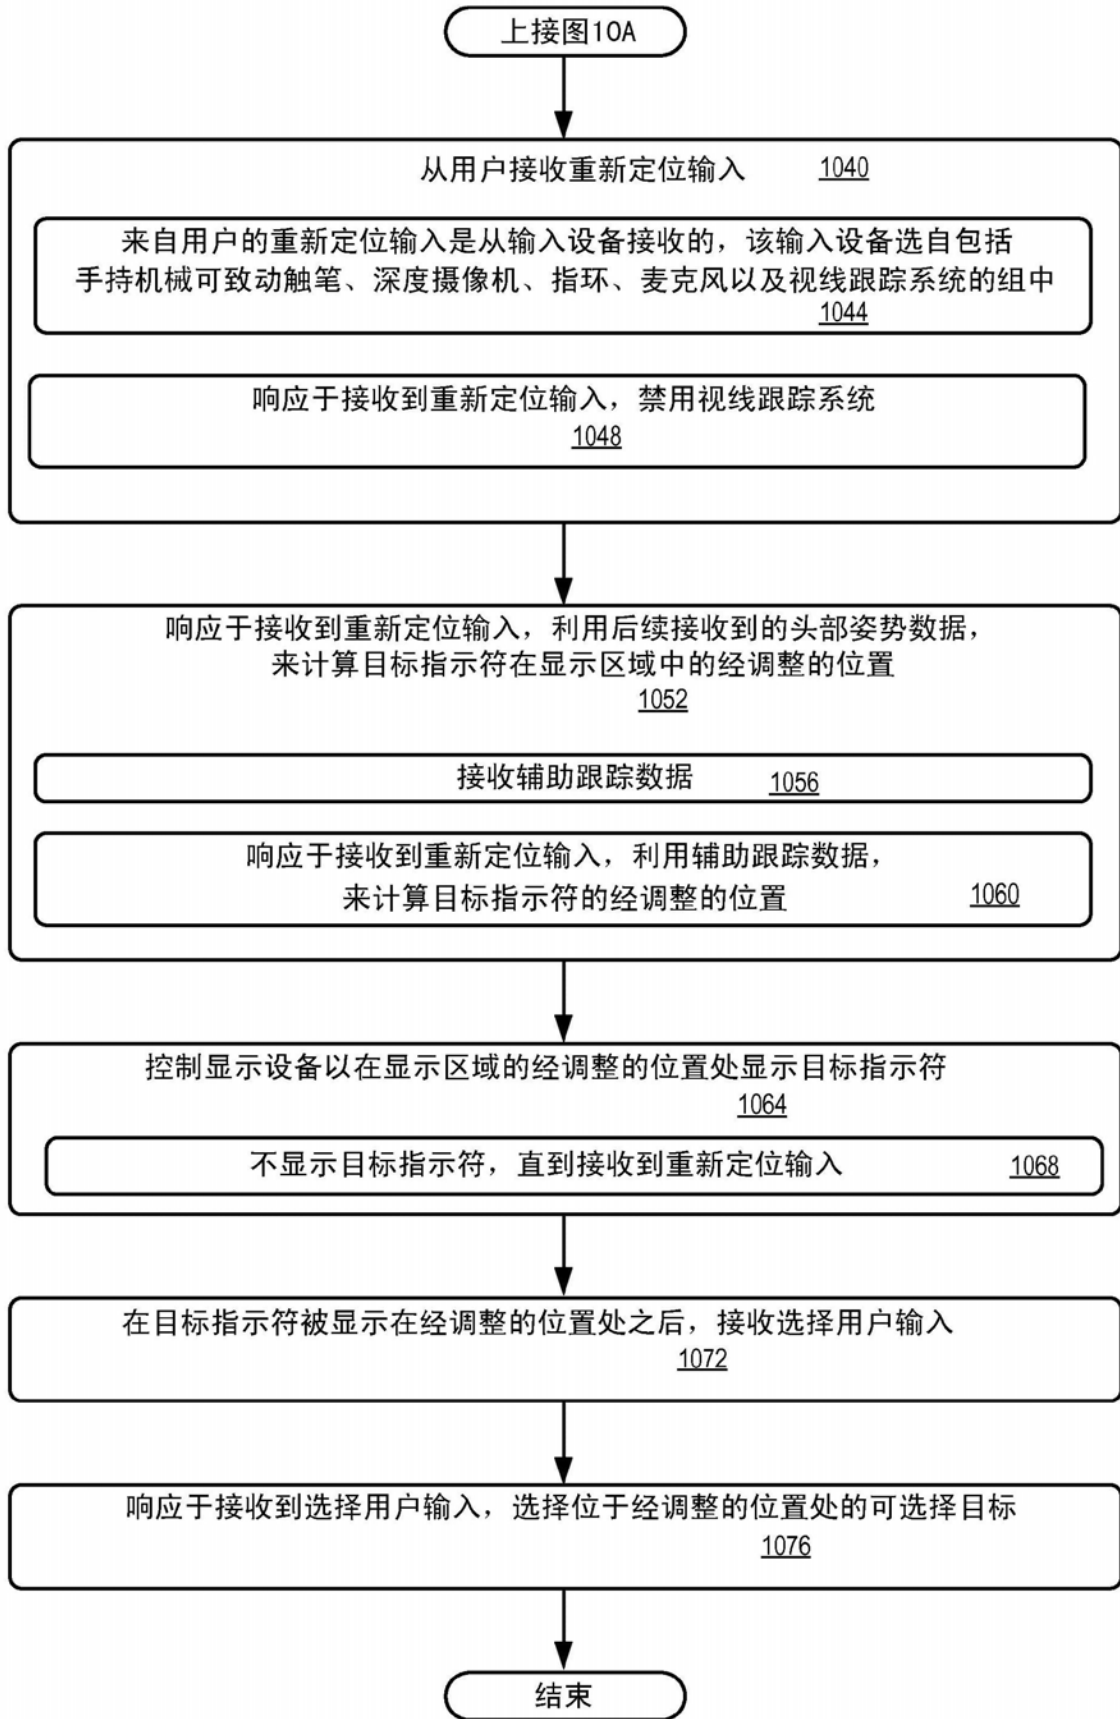 上接图10A
从用户接收重新定位输入 1040
来自用户的重新定位输入是从输入设备接收的，该输入设备选自包括
手持机械可致动触笔、深度摄像机、指环、麦克风以及视线跟踪系统的组中
1044
响应于接收到重新定位输入，禁用视线跟踪系统
1048
响应于接收到重新定位输入，利用后续接收到的头部姿势数据，
来计算目标指示符在显示区域中的经调整的位置
1052
接收辅助跟踪数据 1056
响应于接收到重新定位输入，利用辅助跟踪数据，
来计算目标指示符的经调整的位置 1060
控制显示设备以在显示区域的经调整的位置处显示目标指示符
1064
不显示目标指示符，直到接收到重新定位输入 1068
在目标指示符被显示在经调整的位置处之后，接收选择用户输入
1072
响应于接收到选择用户输入，选择位于经调整的位置处的可选择目标
1076
结束